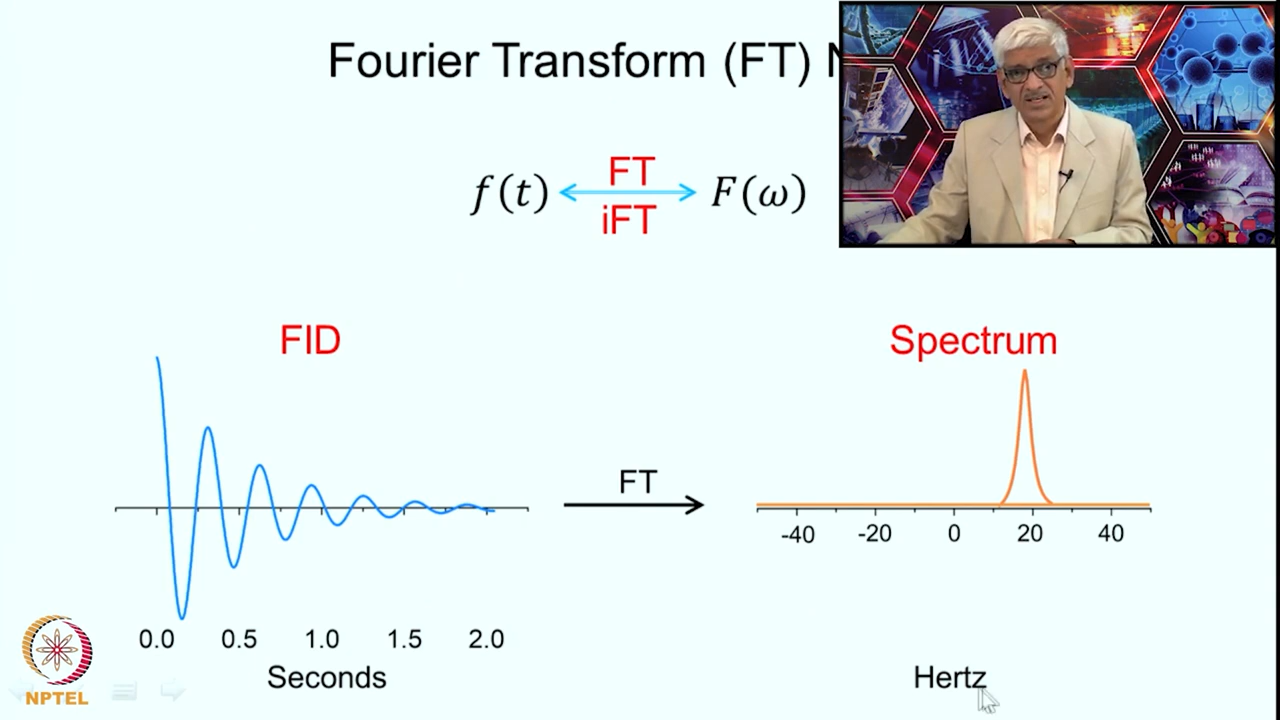 Fourier Transform (FT)
FT
f(t) F(ω)
iFT
FID
Spectrum
FT
-40 -20 0 20 40
0.0 0.5 1.0 1.5 2.0
Seconds
Hertz
NPTEL